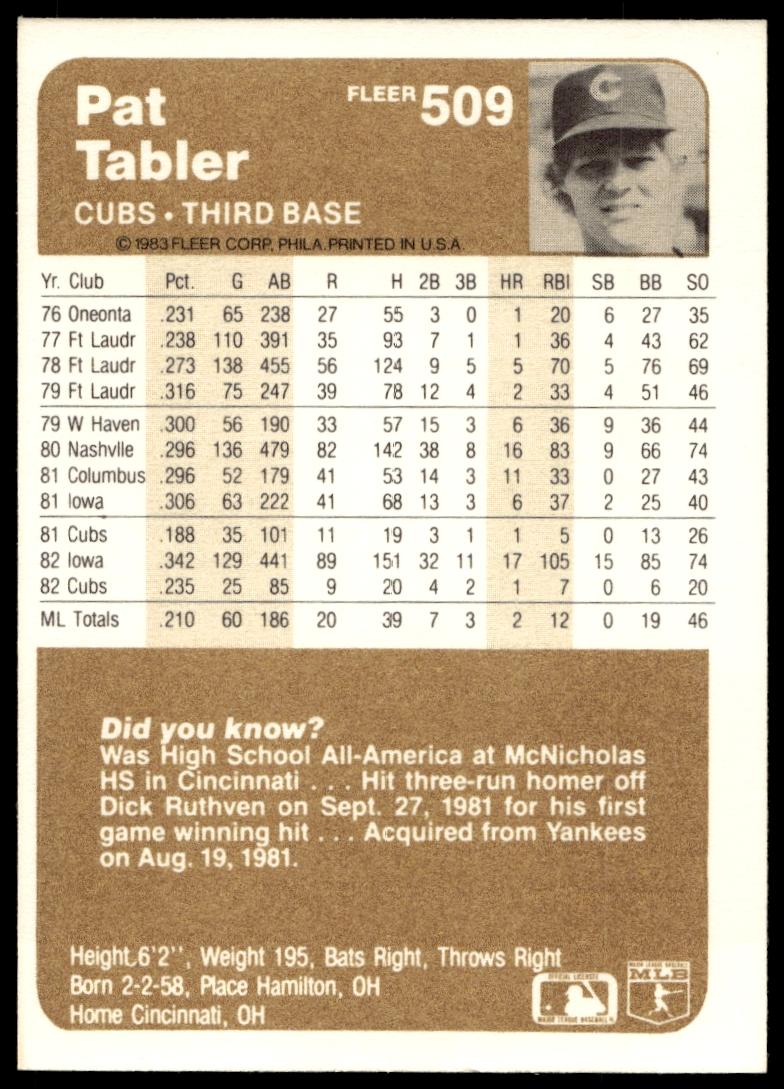 Pat
Tabler
FLEER 509
CUBS • THIRD BASE
© 1983 FLEER CORP, PHILA. PRINTED IN U.S.A.
C
Yr. Club Pct. G AB R H 2B 3B HR RBI SB BB SO
76 Oneonta .231 65 238 27 55 3 0 1 20 6 27 35
77 Ft Laudr .238 110 391 35 93 7 1 1 36 4 43 62
78 Ft Laudr .273 138 455 56 124 9 5 5 70 5 76 69
79 Ft Laudr .316 75 247 39 78 12 4 2 33 4 51 46
79 W Haven .300 56 190 33 57 15 3 6 36 9 36 44
80 Nashvlle .296 136 479 82 142 38 8 16 83 9 66 74
81 Columbus .296 52 179 41 53 14 3 11 33 0 27 43
81 Iowa .306 63 222 41 68 13 3 6 37 2 25 40
81 Cubs .188 35 101 11 19 3 1 1 5 0 13 26
82 Iowa .342 129 441 89 151 32 11 17 105 15 85 74
82 Cubs .235 25 85 9 20 4 2 1 7 0 6 20
ML Totals .210 60 186 20 39 7 3 2 12 0 19 46
Did you know?
Was High School All-America at McNicholas
HS in Cincinnati . . . Hit three-run homer off
Dick Ruthven on Sept. 27, 1981 for his first
game winning hit . . . Acquired from Yankees
on Aug. 19, 1981.
Height 6'2'', Weight 195, Bats Right, Throws Right
Born 2-2-58, Place Hamilton, OH
Home Cincinnati, OH
OFFICIAL LICENSEE
MAJOR LEAGUE BASEBALL
MAJOR LEAGUE BASEBALL
MLB